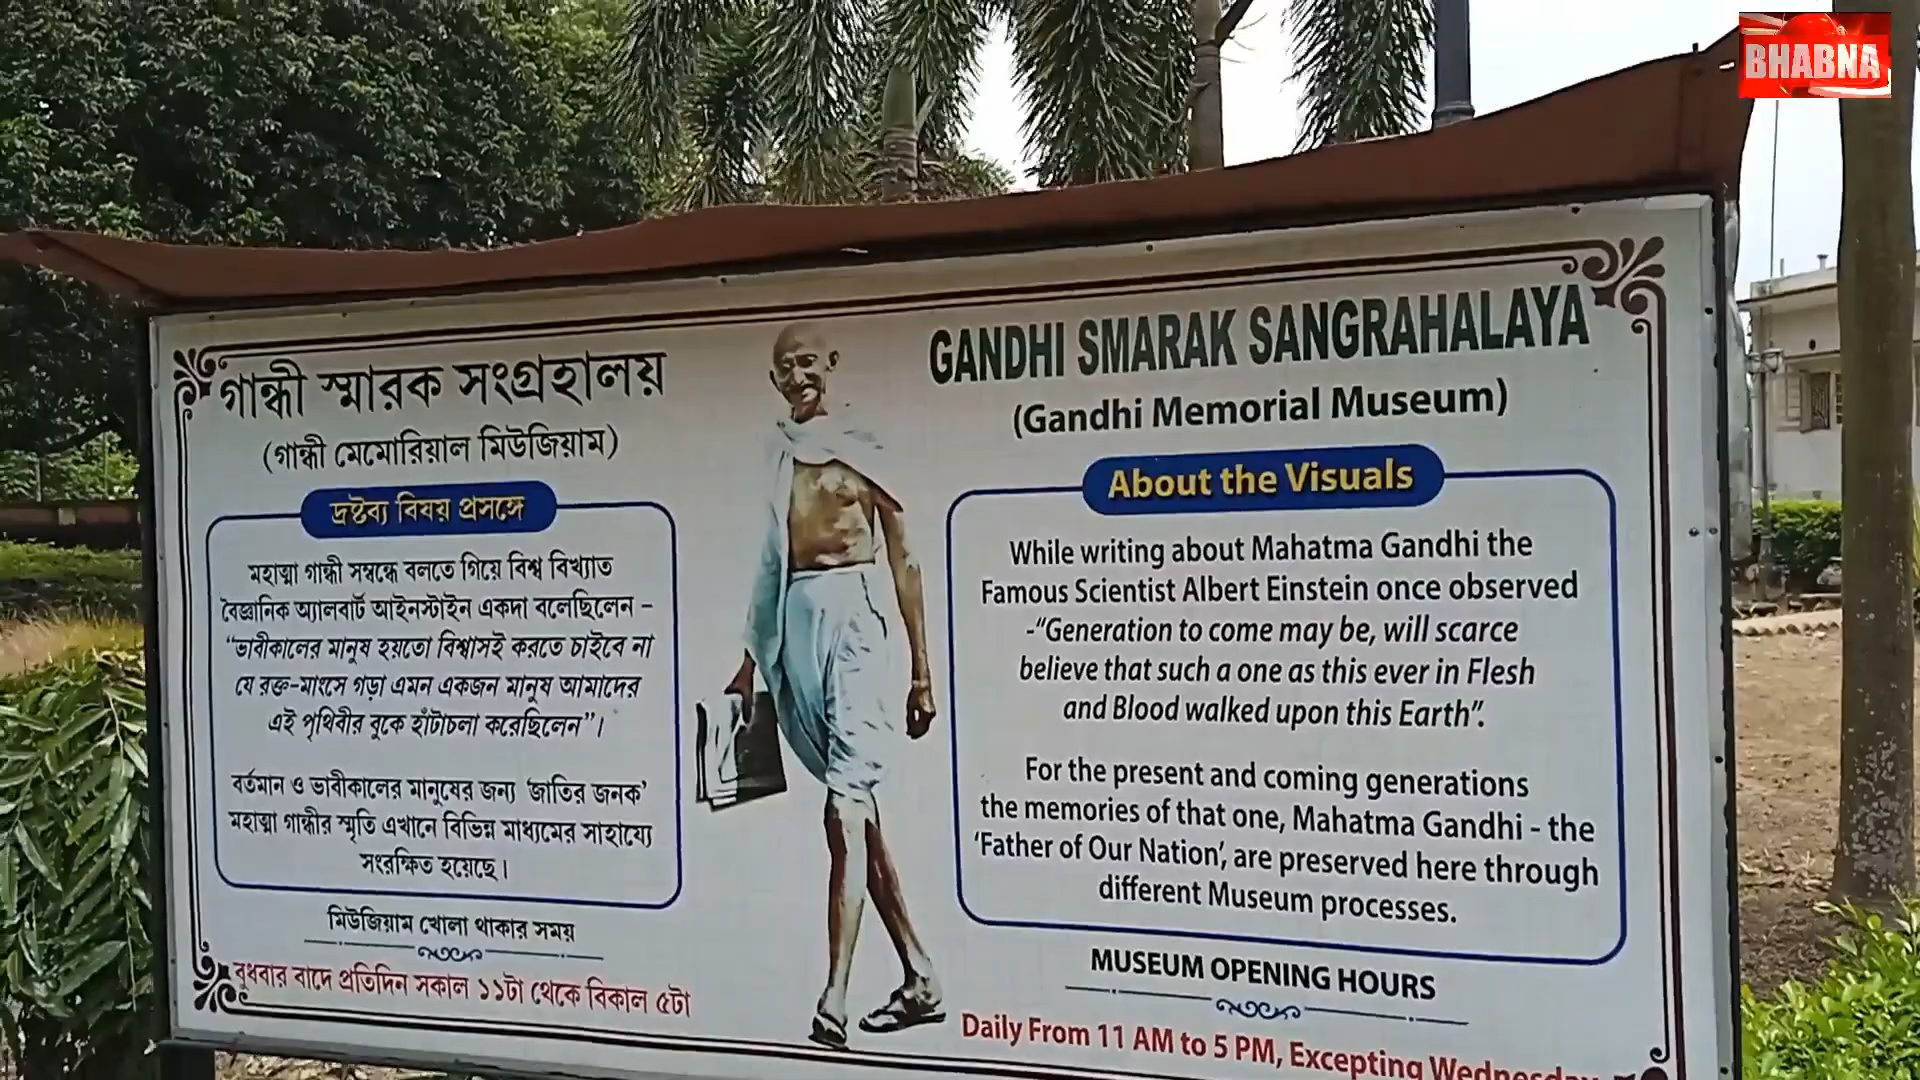 BHABNA
গান্ধী স্মারক সংগ্রহালয়
(গান্ধী মেমোরিয়াল মিউজিয়াম)
দ্রষ্টব্য বিষয় প্রসঙ্গে
মহাত্মা গান্ধী সম্বন্ধে বলতে গিয়ে বিশ্ব বিখ্যাত
বৈজ্ঞানিক অ্যালবার্ট আইনস্টাইন একদা বলেছিলেন –
“ভাবীকালের মানুষ হয়তো বিশ্বাসই করতে চাইবে না
যে রক্ত-মাংসে গড়া এমন একজন মানুষ আমাদের
এই পৃথিবীর বুকে হাঁটাচলা করেছিলেন”।
বর্তমান ও ভাবীকালের মানুষের জন্য ‘জাতির জনক’
মহাত্মা গান্ধীর স্মৃতি এখানে বিভিন্ন মাধ্যমের সাহায্যে
সংরক্ষিত হয়েছে।
মিউজিয়াম খোলা থাকার সময়
বুধবার বাদে প্রতিদিন সকাল ১১টা থেকে বিকাল ৫টা
GANDHI SMARAK SANGRAHALAYA
(Gandhi Memorial Museum)
About the Visuals
While writing about Mahatma Gandhi the
Famous Scientist Albert Einstein once observed
-“Generation to come may be, will scarce
believe that such a one as this ever in Flesh
and Blood walked upon this Earth”.
For the present and coming generations
the memories of that one, Mahatma Gandhi - the
‘Father of Our Nation’, are preserved here through
different Museum processes.
MUSEUM OPENING HOURS
Daily From 11 AM to 5 PM, Excepting Wednesday